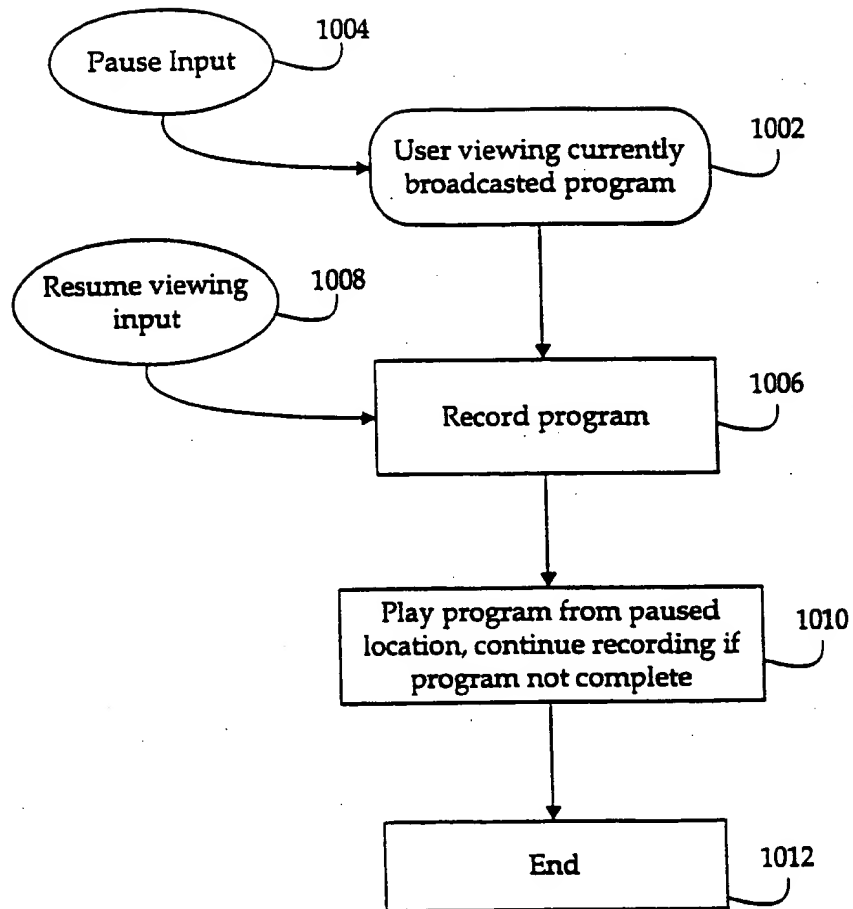 1004
Pause Input
1002
User viewing currently
broadcasted program
1008
Resume viewing
input
1006
Record program
1010
Play program from paused
location, continue recording if
program not complete
End
1012